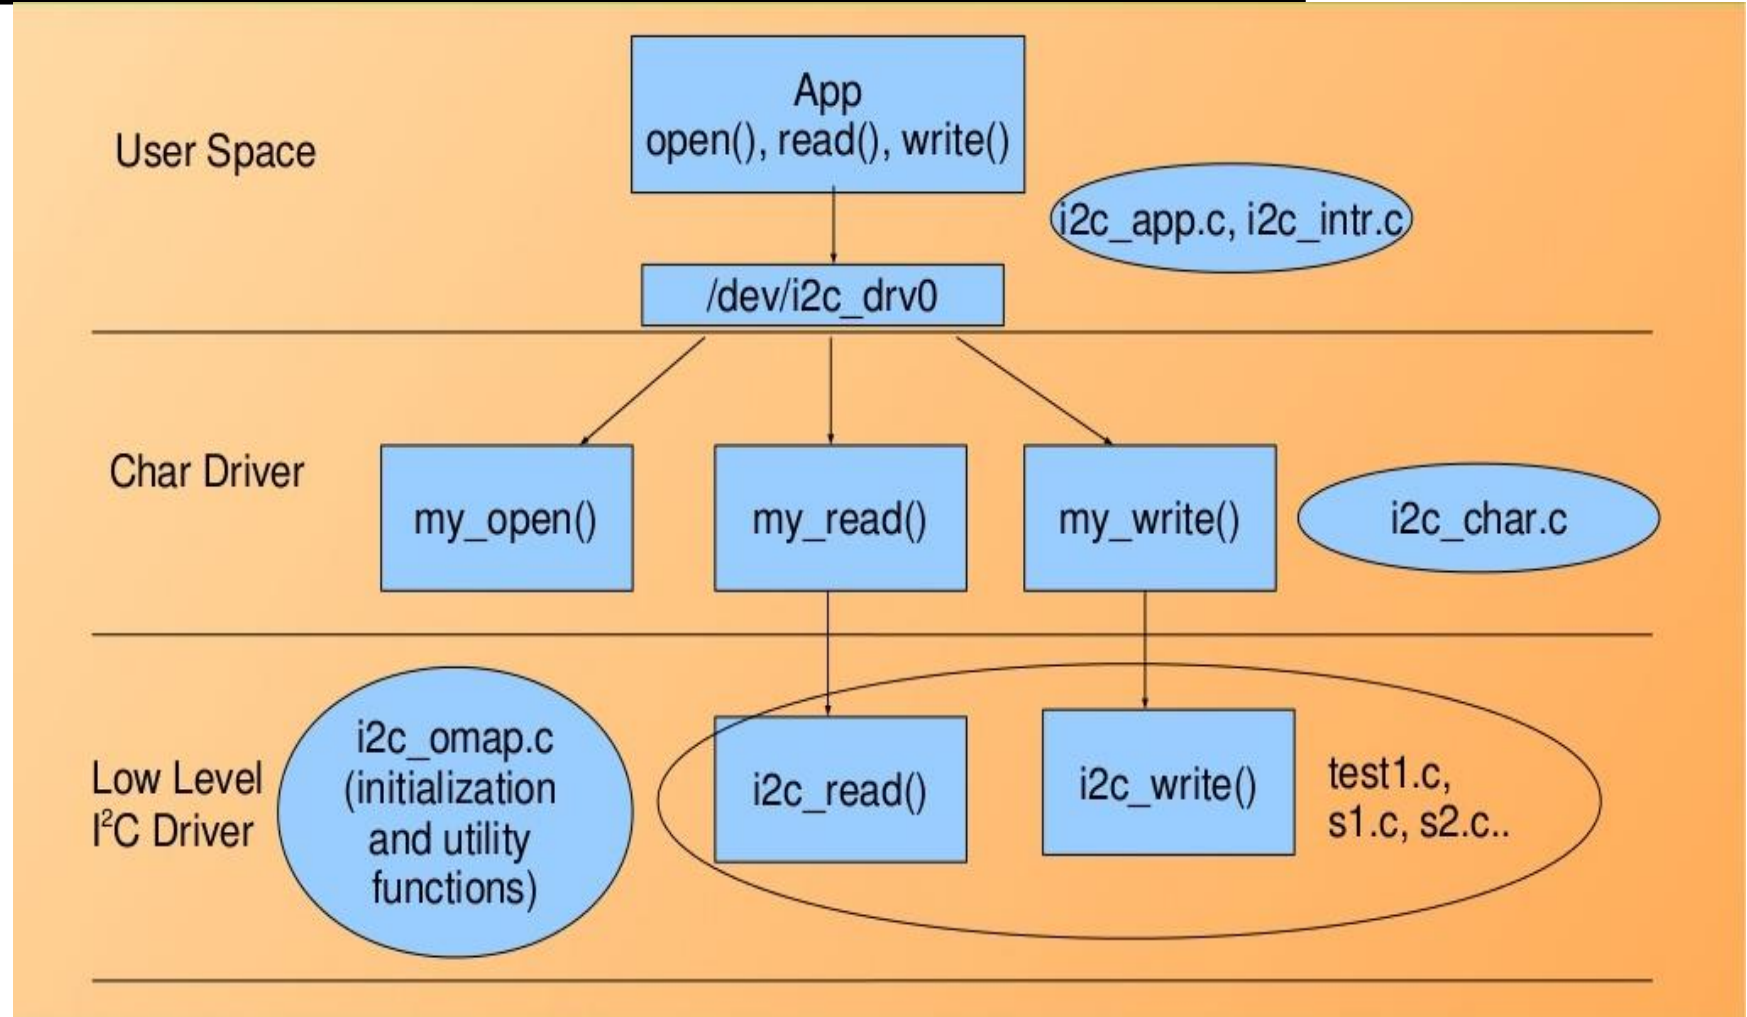 App
open(), read(), write()
User Space
i2c_app.c, i2c_intr.c
/dev/i2c_drv0
Char Driver
my_open()
my_read()
my_write()
i2c_char.c
Low Level
I²C Driver
i2c_omap.c
(initialization
and utility
functions)
i2c_read()
i2c_write()
test1.c,
s1.c, s2.c..